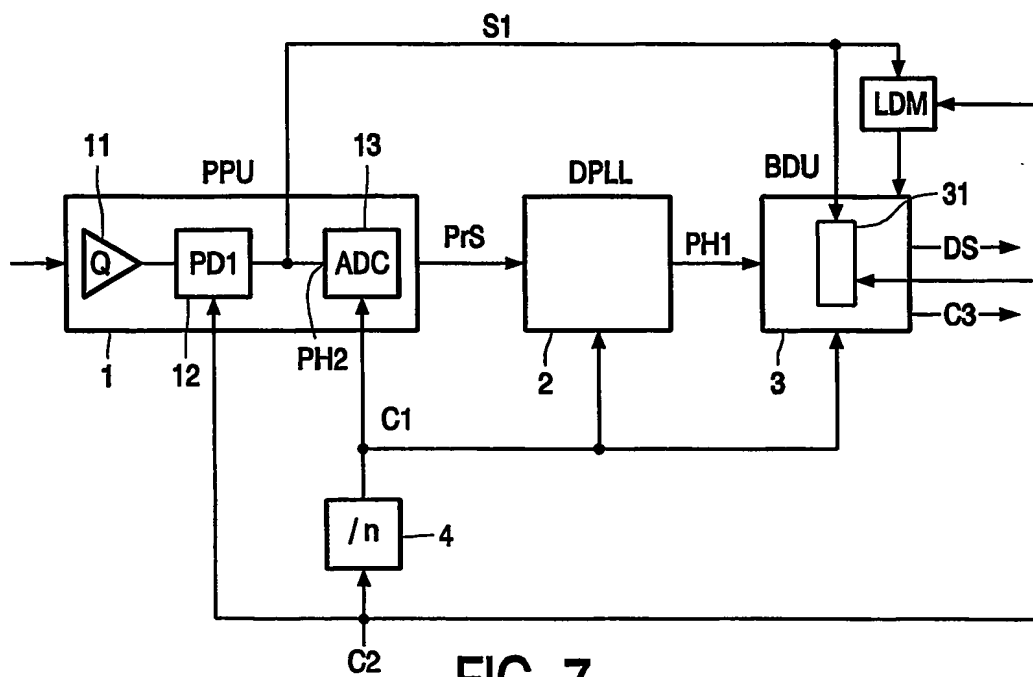 S1
LDM
11
PPU
13
DPLL
BDU
31
Q
PD1
ADC
PrS
PH1
DS
C3
1
12
PH2
2
3
C1
/n
4
C2
FIG. 7